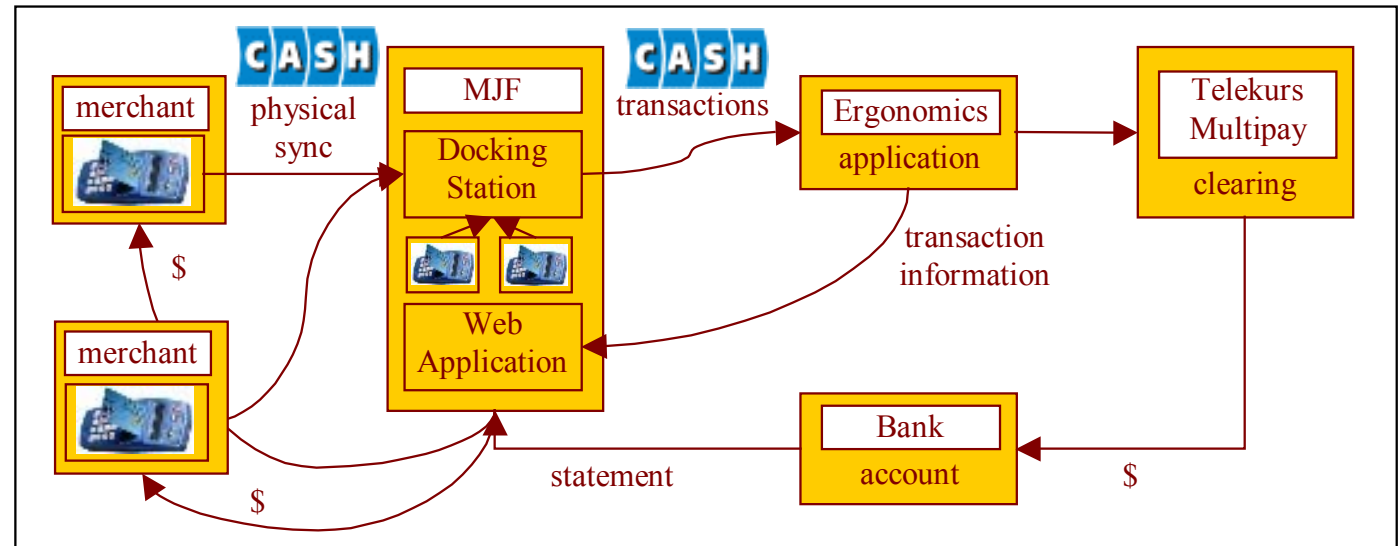 CASH
physical
sync
merchant
$
merchant
$
MJF
Docking
Station
Web
Application
CASH
transactions
Ergonomics
application
transaction
information
Telekurs
Multipay
clearing
Bank
account
statement
$